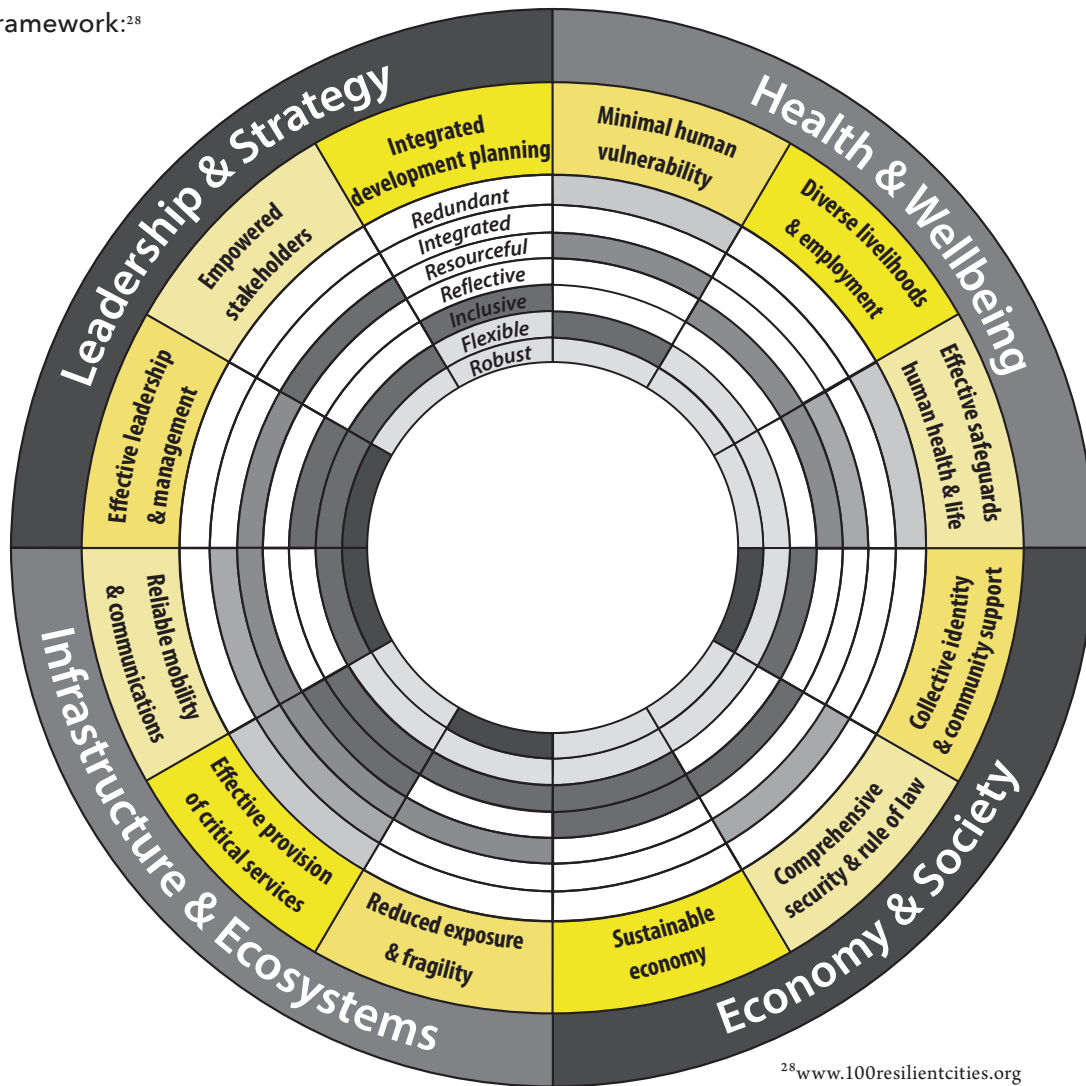 ramework:²⁸
Leadership & Strategy
Health & Wellbeing
Economy & Society
Infrastructure & Ecosystems
Integrated
development planning
Minimal human
vulnerability
Diverse livelihoods
& employment
Effective safeguards
human health & life
Collective identity
& community support
Comprehensive
security & rule of law
Sustainable
economy
Reduced exposure
& fragility
Effective provision
of critical services
Reliable mobility
& communications
Effective leadership
& management
Empowered
stakeholders
Redundant
Integrated
Resourceful
Reflective
Inclusive
Flexible
Robust
²⁸www.100resilientcities.org